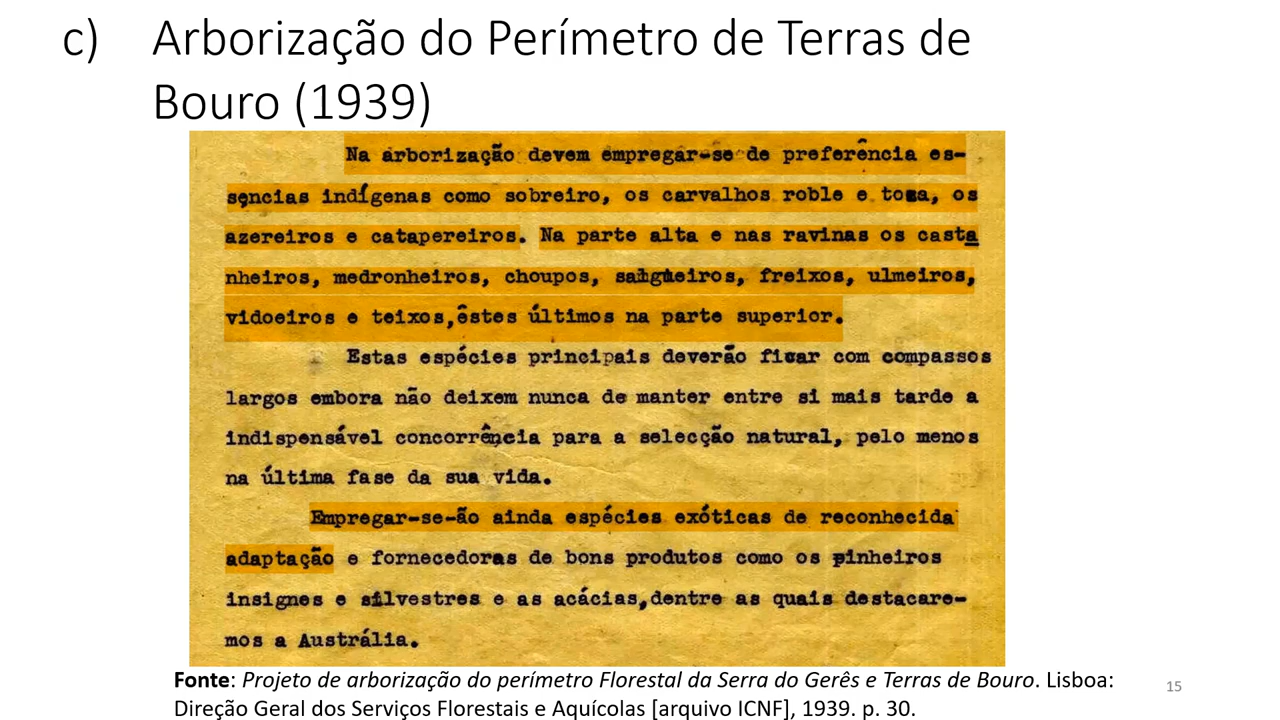 c) Arborização do Perímetro de Terras de
Bouro (1939)
Na arborização devem empregar-se de preferência es-
sencias indígenas como sobreiro, os carvalhos roble e toza, os
azereiros e catapereiros. Na parte alta e nas ravinas os casta
nheiros, medronheiros, choupos, salgueiros, freixos, ulmeiros,
vidoeiros e teixos,êstes últimos na parte superior.
Estas espécies principais deverão ficar com compassos
largos embora não deixem nunca de manter entre si mais tarde a
indispensável concorrência para a selecção natural, pelo menos
na última fase da sua vida.
Empregar-se-ão ainda espécies exóticas de reconhecida
adaptação e fornecedoras de bons produtos como os pinheiros
insignes e silvestres e as acácias,dentre as quais destacare-
mos a Austrália.
Fonte: Projeto de arborização do perímetro Florestal da Serra do Gerês e Terras de Bouro. Lisboa:
Direção Geral dos Serviços Florestais e Aquícolas [arquivo ICNF], 1939. p. 30.
15